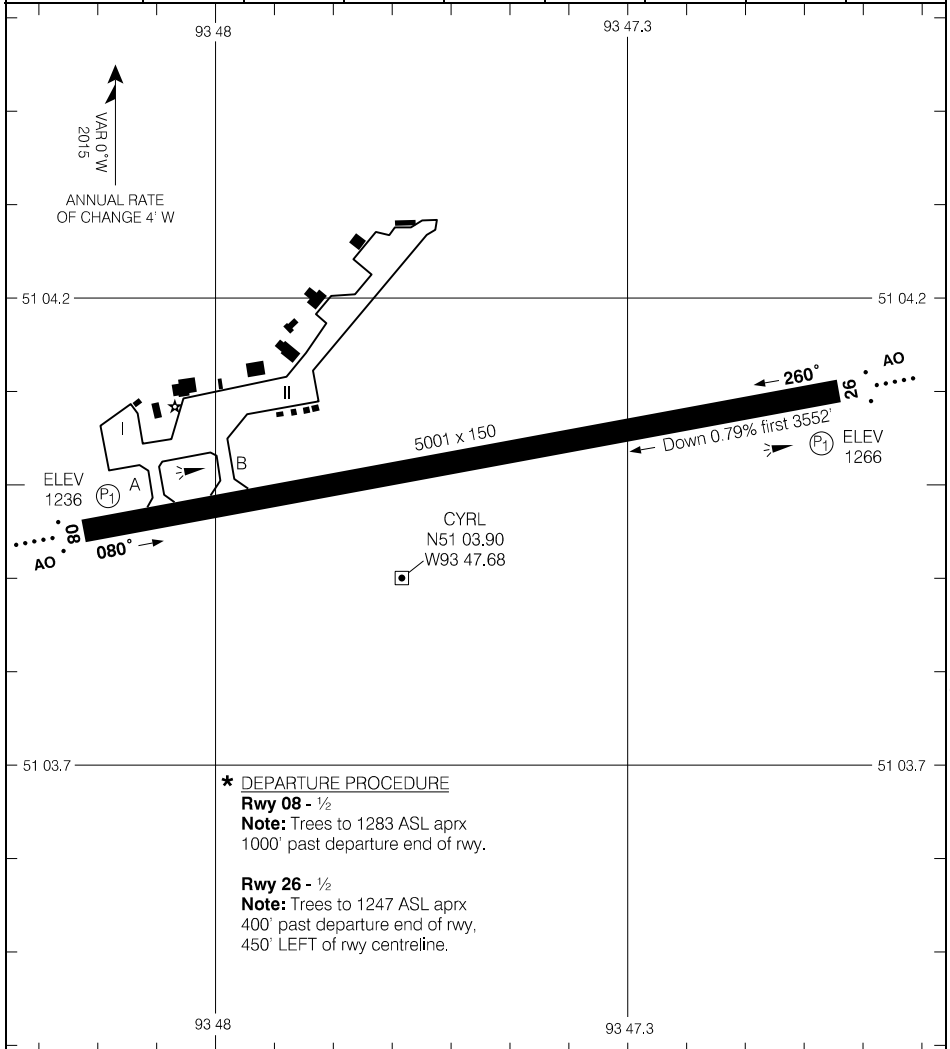 93 48
93 47.3
VAR 0°W
2015
ANNUAL RATE
OF CHANGE 4' W
51 04.2
51 04.2
I
II
A
B
5001 x 150
260°
26
AO
Down 0.79% first 3552'
P1
ELEV
1266
ELEV
1236
P1
08
080°
AO
CYRL
N51 03.90
W93 47.68
51 03.7
51 03.7
* DEPARTURE PROCEDURE
Rwy 08 - ½
Note: Trees to 1283 ASL aprx
1000' past departure end of rwy.
Rwy 26 - ½
Note: Trees to 1247 ASL aprx
400' past departure end of rwy,
450' LEFT of rwy centreline.
93 48
93 47.3